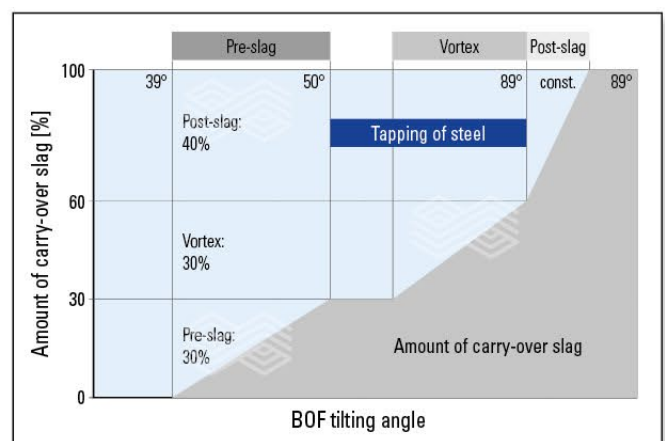 Pre-slag
Vortex
Post-slag
100
39°
50°
89°
const.
89°
Post-slag:
40%
Tapping of steel
60
Vortex:
30%
30
Pre-slag:
30%
Amount of carry-over slag
0
Amount of carry-over slag [%]
BOF tilting angle